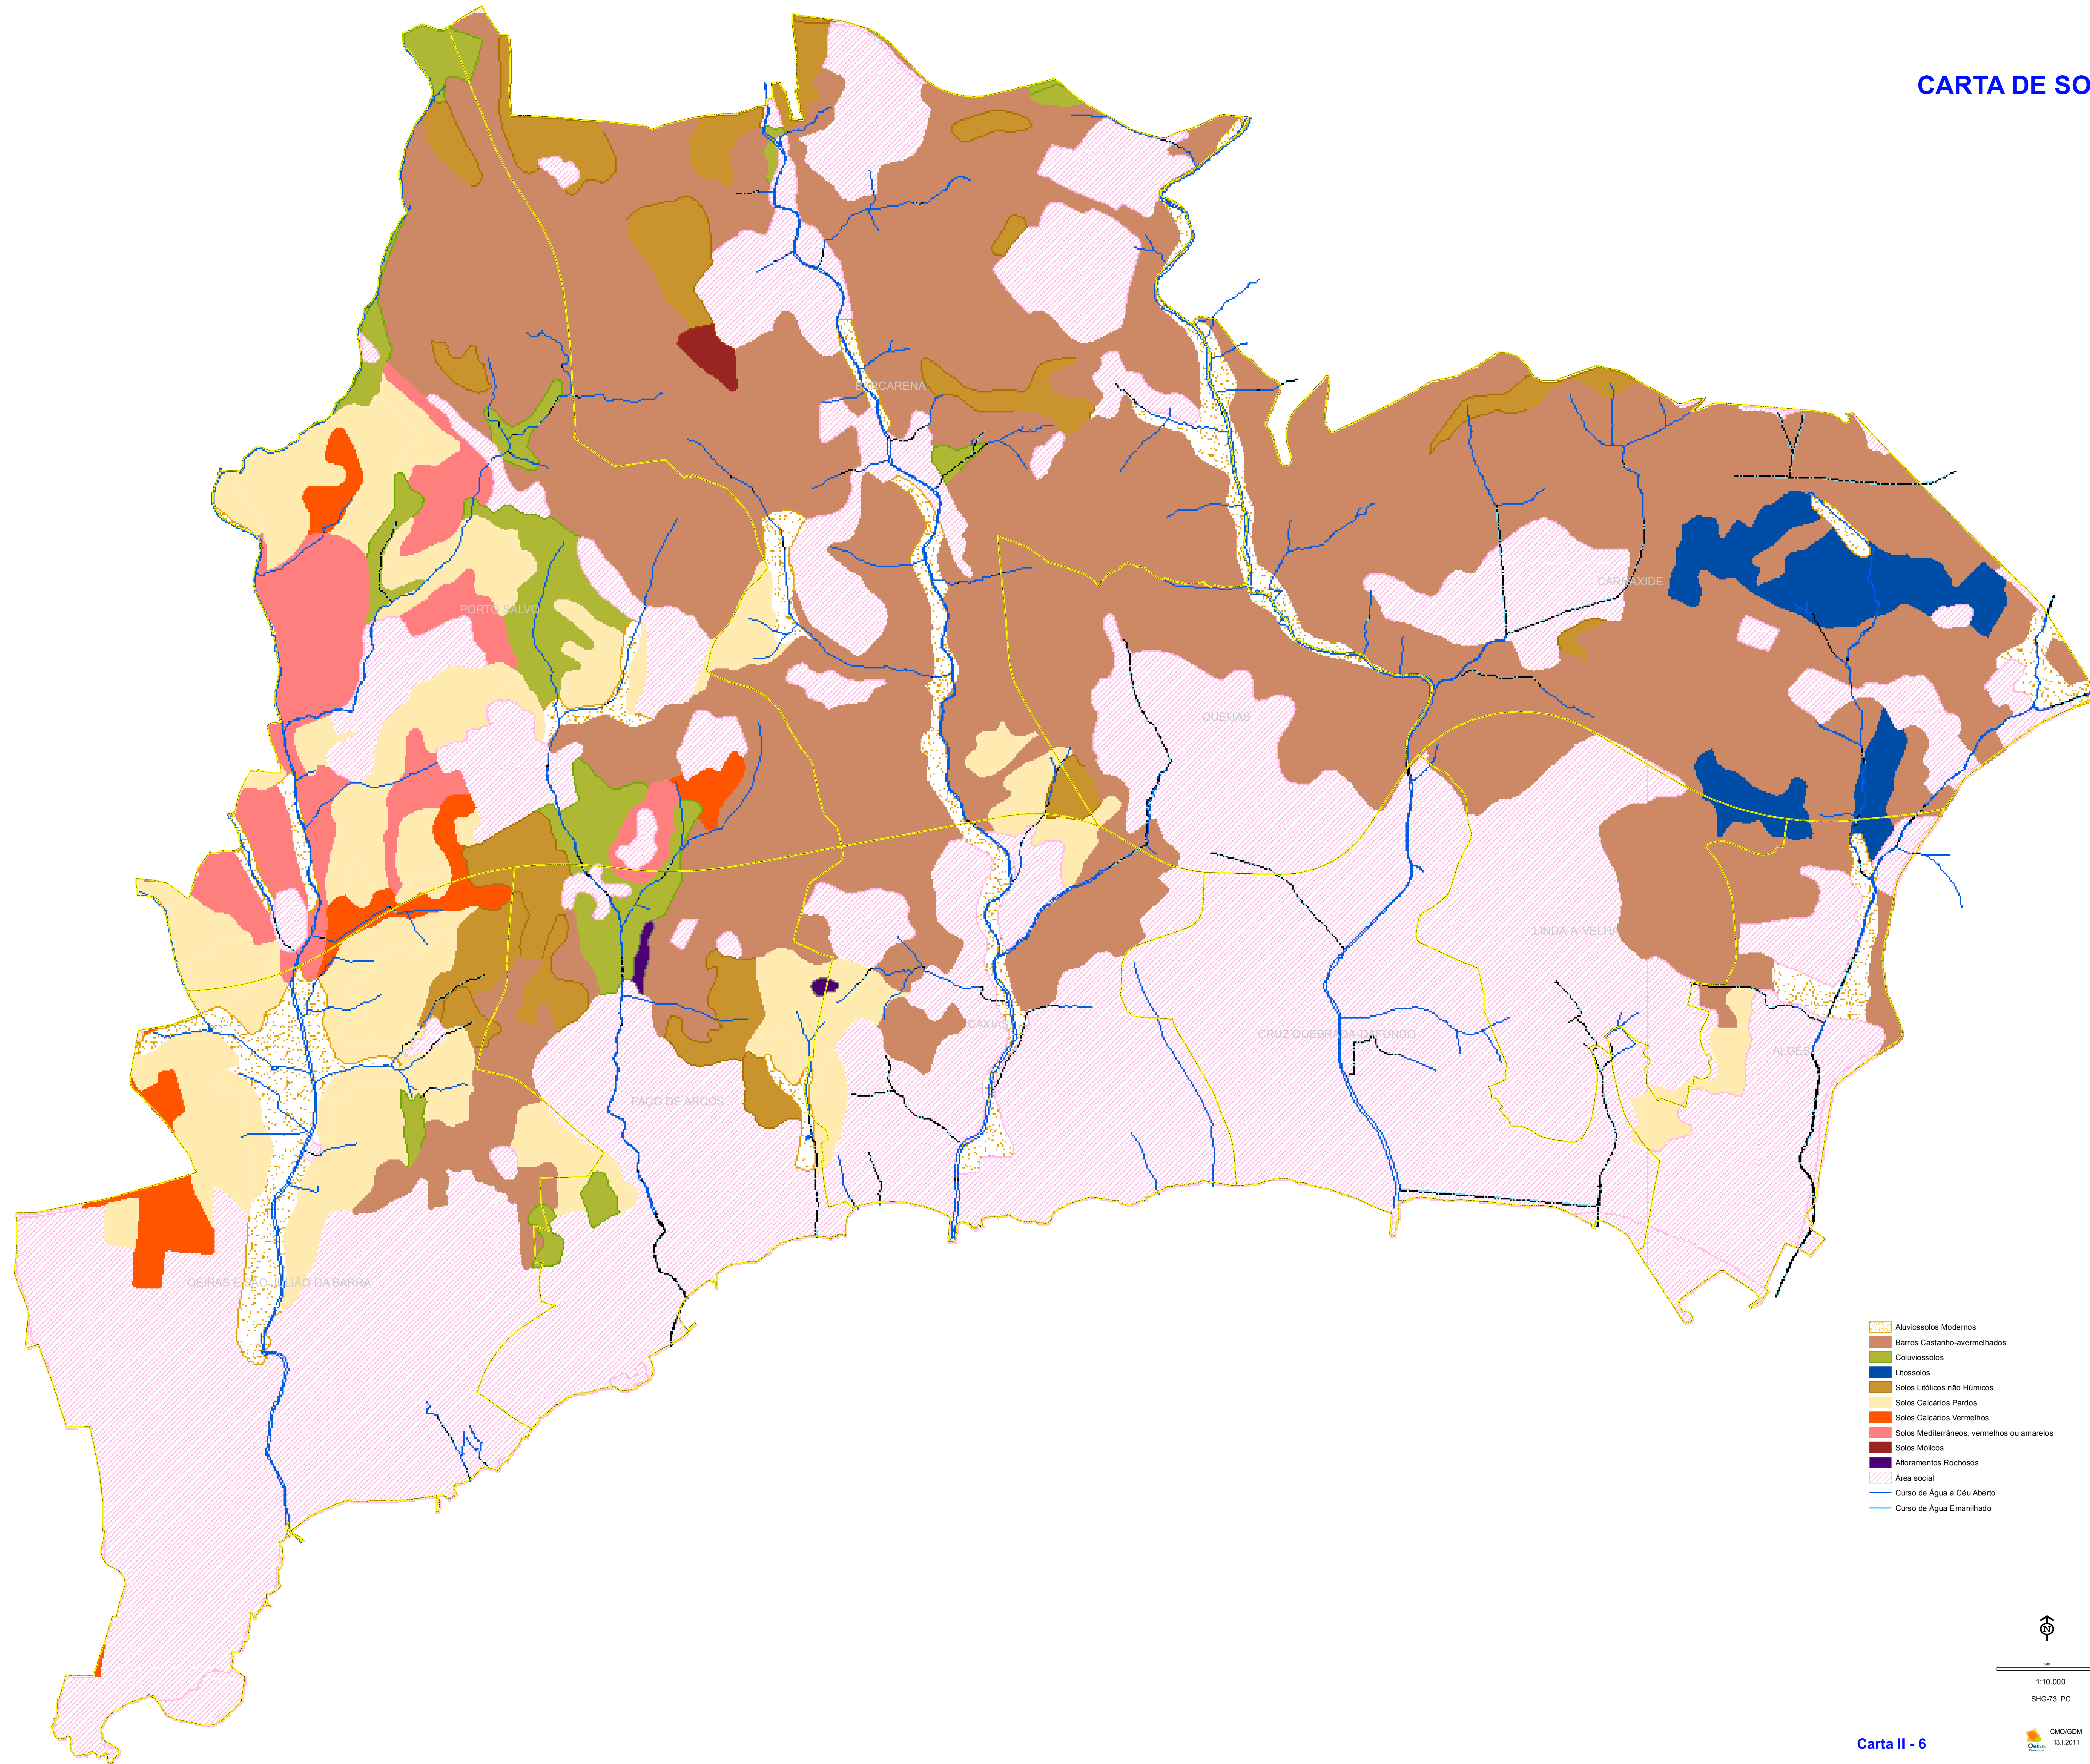 CARTA DE SO
BARCARENA
CARNAXIDE
PORTO SALVO
QUEIJAS
LINDA-A-VELHA
CAXIAS
CRUZ QUEBRADA-DAFUNDO
ALGÉS
PAÇO DE ARCOS
OEIRAS E SÃO JULIÃO DA BARRA
Aluviossolos Modernos
Barros Castanho-avermelhados
Coluviossolos
Litossolos
Solos Litólicos não Húmicos
Solos Calcários Pardos
Solos Calcários Vermelhos
Solos Mediterrâneos, vermelhos ou amarelos
Solos Mólicos
Afloramentos Rochosos
Área social
Curso de Água a Céu Aberto
Curso de Água Emanilhado
N
500
1:10.000
SHG-73, PC
CMO/GDM
13.I.2011
Oeiras
Carta II - 6